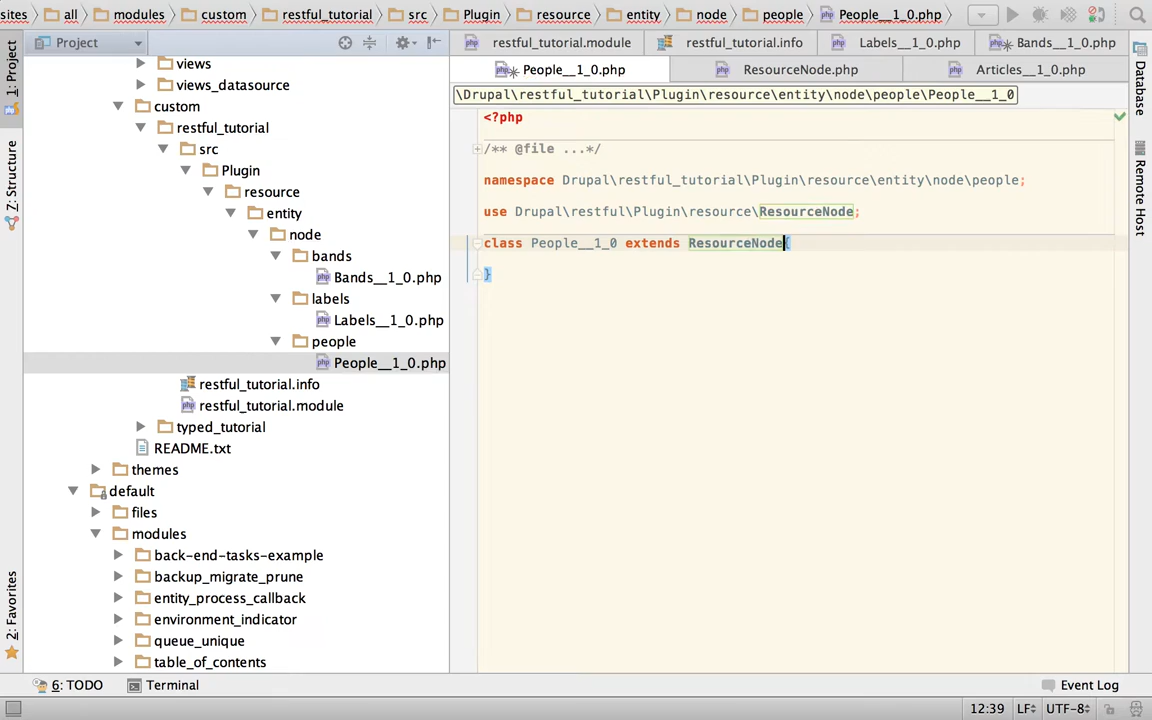 sites all modules custom restful_tutorial src Plugin resource entity node people People__1_0.php
Project
restful_tutorial.module restful_tutorial.info Labels__1_0.php Bands__1_0.php
People__1_0.php ResourceNode.php Articles__1_0.php
\Drupal\restful_tutorial\Plugin\resource\entity\node\people\People__1_0
1: Project
Z: Structure
2: Favorites
views
views_datasource
custom
restful_tutorial
src
Plugin
resource
entity
node
bands
Bands__1_0.php
labels
Labels__1_0.php
people
People__1_0.php
restful_tutorial.info
restful_tutorial.module
typed_tutorial
README.txt
themes
default
files
modules
back-end-tasks-example
backup_migrate_prune
entity_process_callback
environment_indicator
queue_unique
table_of_contents
<?php
/** @file ...*/
namespace Drupal\restful_tutorial\Plugin\resource\entity\node\people;
use Drupal\restful\Plugin\resource\ResourceNode;
class People__1_0 extends ResourceNode{
}
Database
Remote Host
6: TODO Terminal Event Log
12:39 LF UTF-8